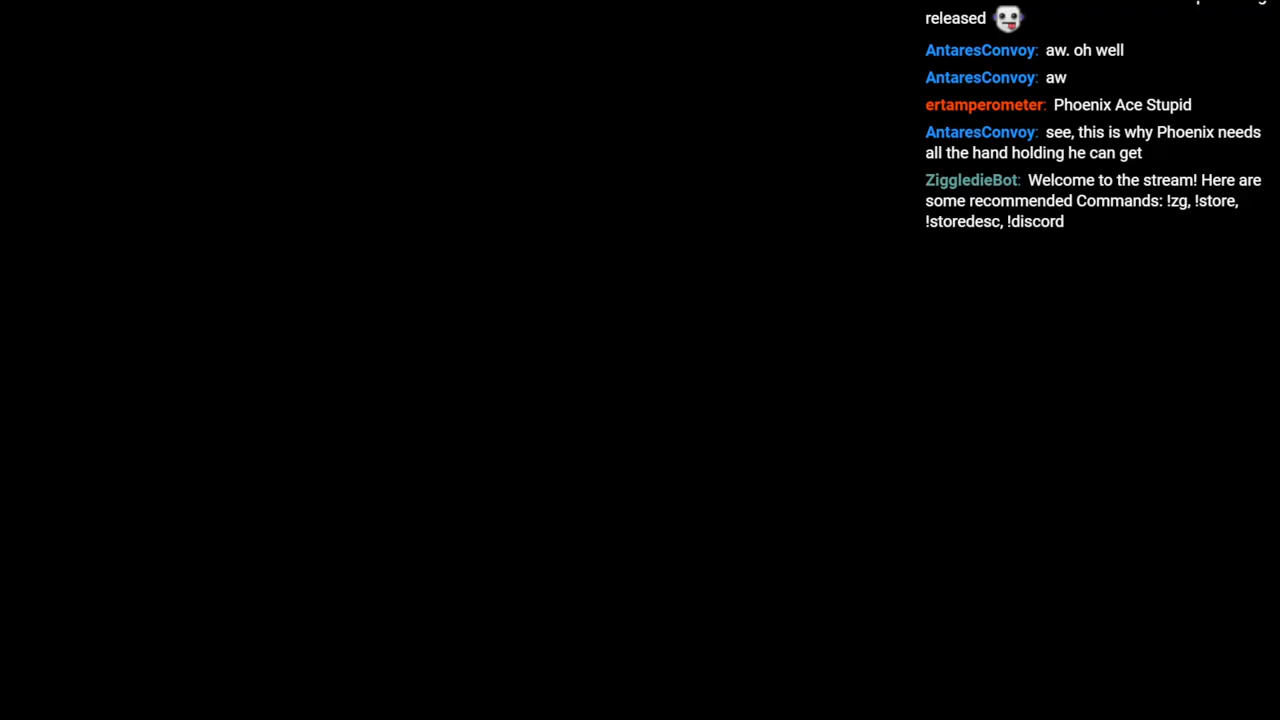 released
AntaresConvoy: aw. oh well
AntaresConvoy: aw
ertamperometer: Phoenix Ace Stupid
AntaresConvoy: see, this is why Phoenix needs
all the hand holding he can get
ZiggledieBot: Welcome to the stream! Here are
some recommended Commands: !zg, !store,
!storedesc, !discord